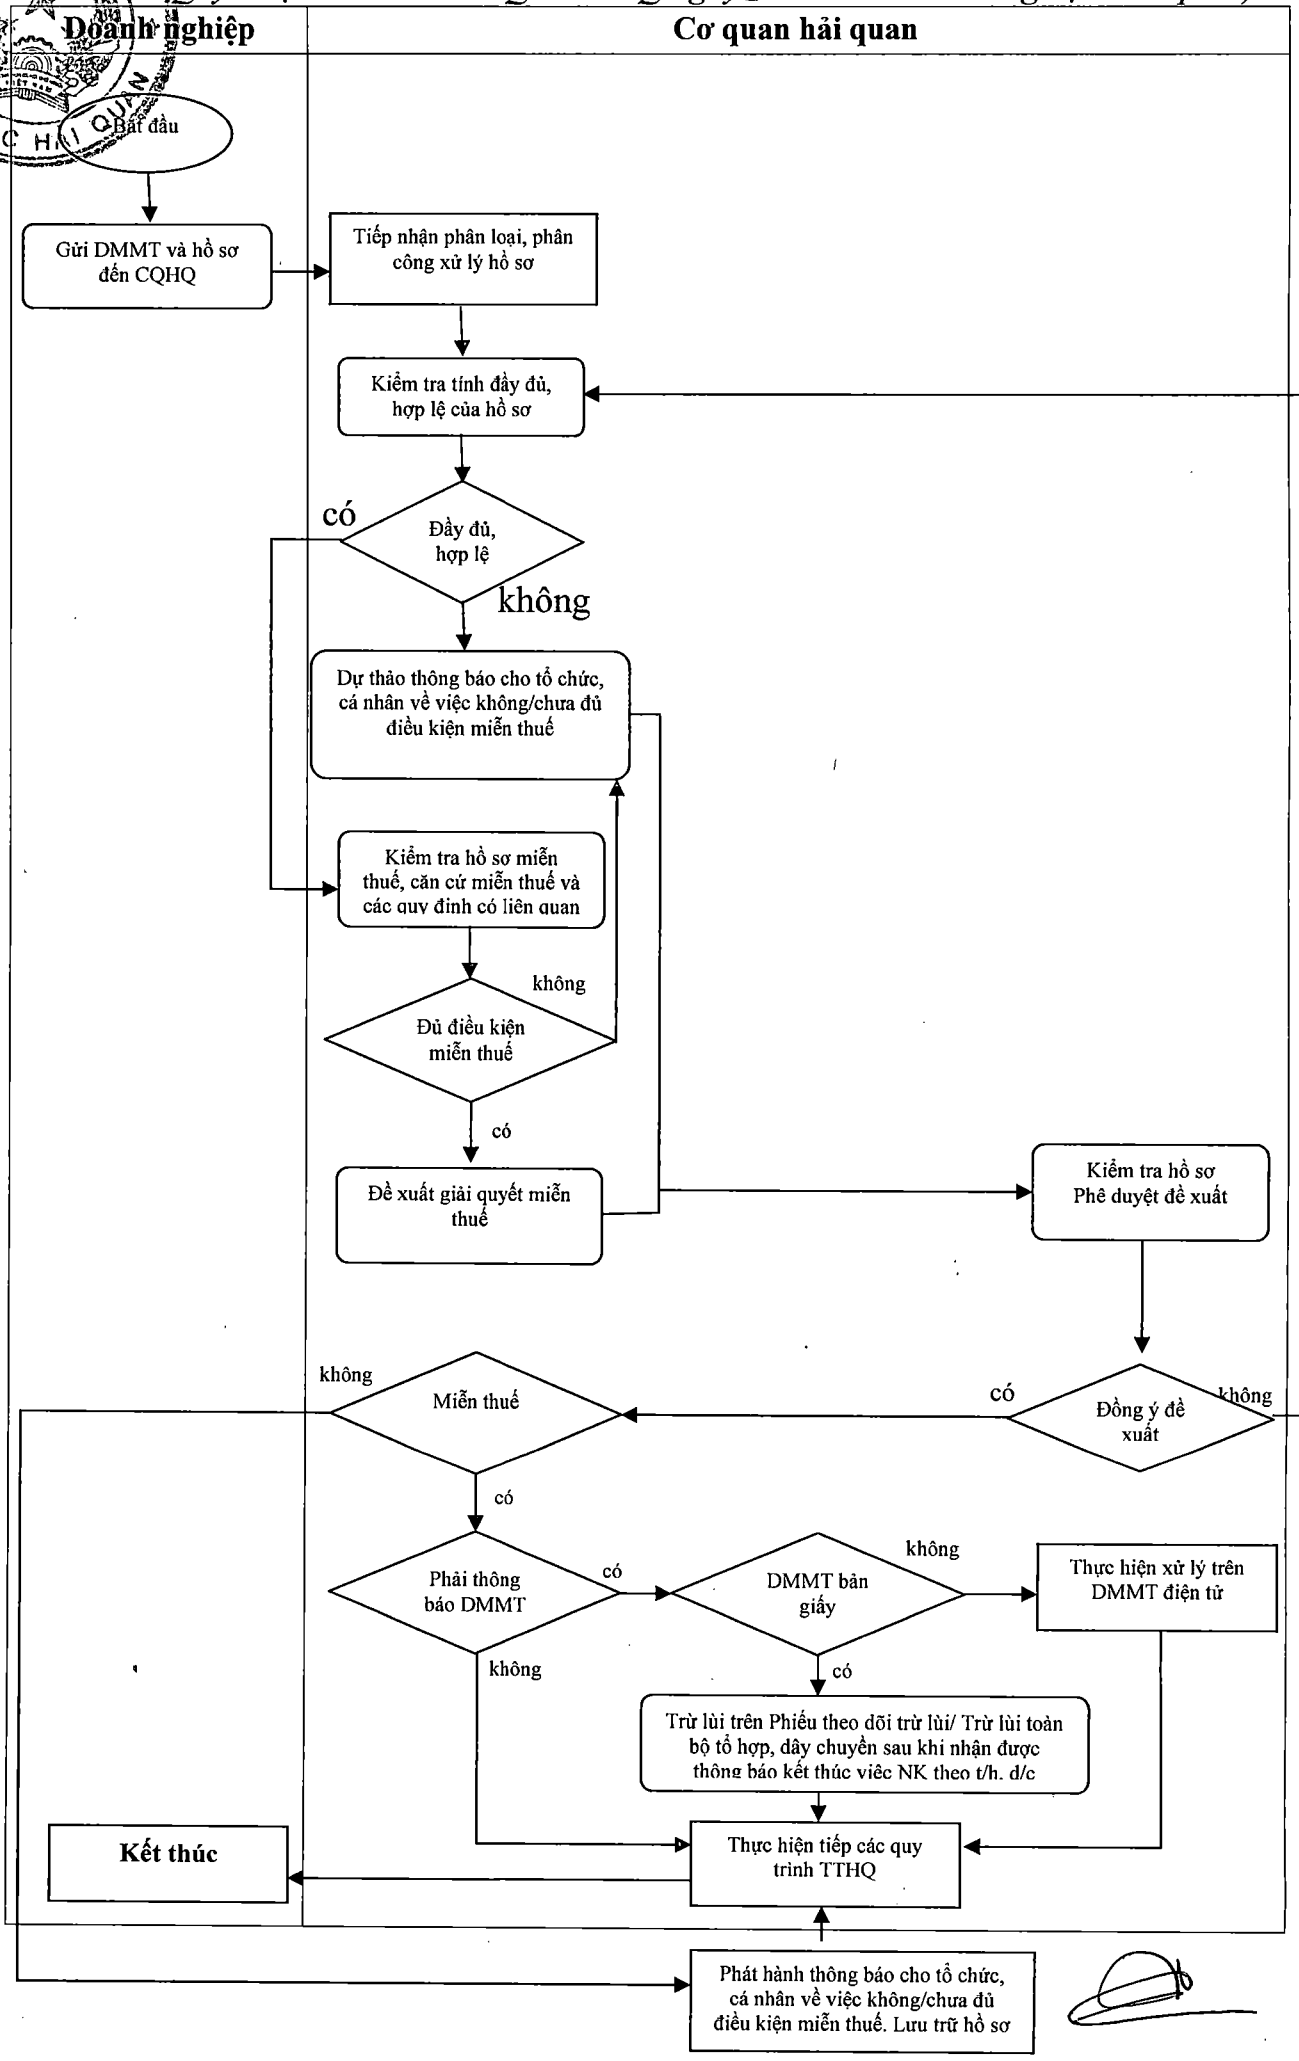 Doanh nghiệp
Cơ quan hải quan
C HẢI QUAN
Bắt đầu
Gửi DMMT và hồ sơ
đến CQHQ
Tiếp nhận phân loại, phân
công xử lý hồ sơ
Kiểm tra tính đầy đủ,
hợp lệ của hồ sơ
có
Đầy đủ,
hợp lệ
không
Dự thảo thông báo cho tổ chức,
cá nhân về việc không/chưa đủ
điều kiện miễn thuế
Kiểm tra hồ sơ miễn
thuế, căn cứ miễn thuế và
các quy định có liên quan
không
Đủ điều kiện
miễn thuế
có
Đề xuất giải quyết miễn
thuế
Kiểm tra hồ sơ
Phê duyệt đề xuất
không
Miễn thuế
có
Đồng ý đề
xuất
không
có
Phải thông
báo DMMT
có
DMMT bản
giấy
không
Thực hiện xử lý trên
DMMT điện tử
không
có
Trừ lùi trên Phiếu theo dõi trừ lùi/ Trừ lùi toàn
bộ tổ hợp, dây chuyền sau khi nhận được
thông báo kết thúc việc NK theo t/h, d/c
Kết thúc
Thực hiện tiếp các quy
trình TTHQ
Phát hành thông báo cho tổ chức,
cá nhân về việc không/chưa đủ
điều kiện miễn thuế. Lưu trữ hồ sơ